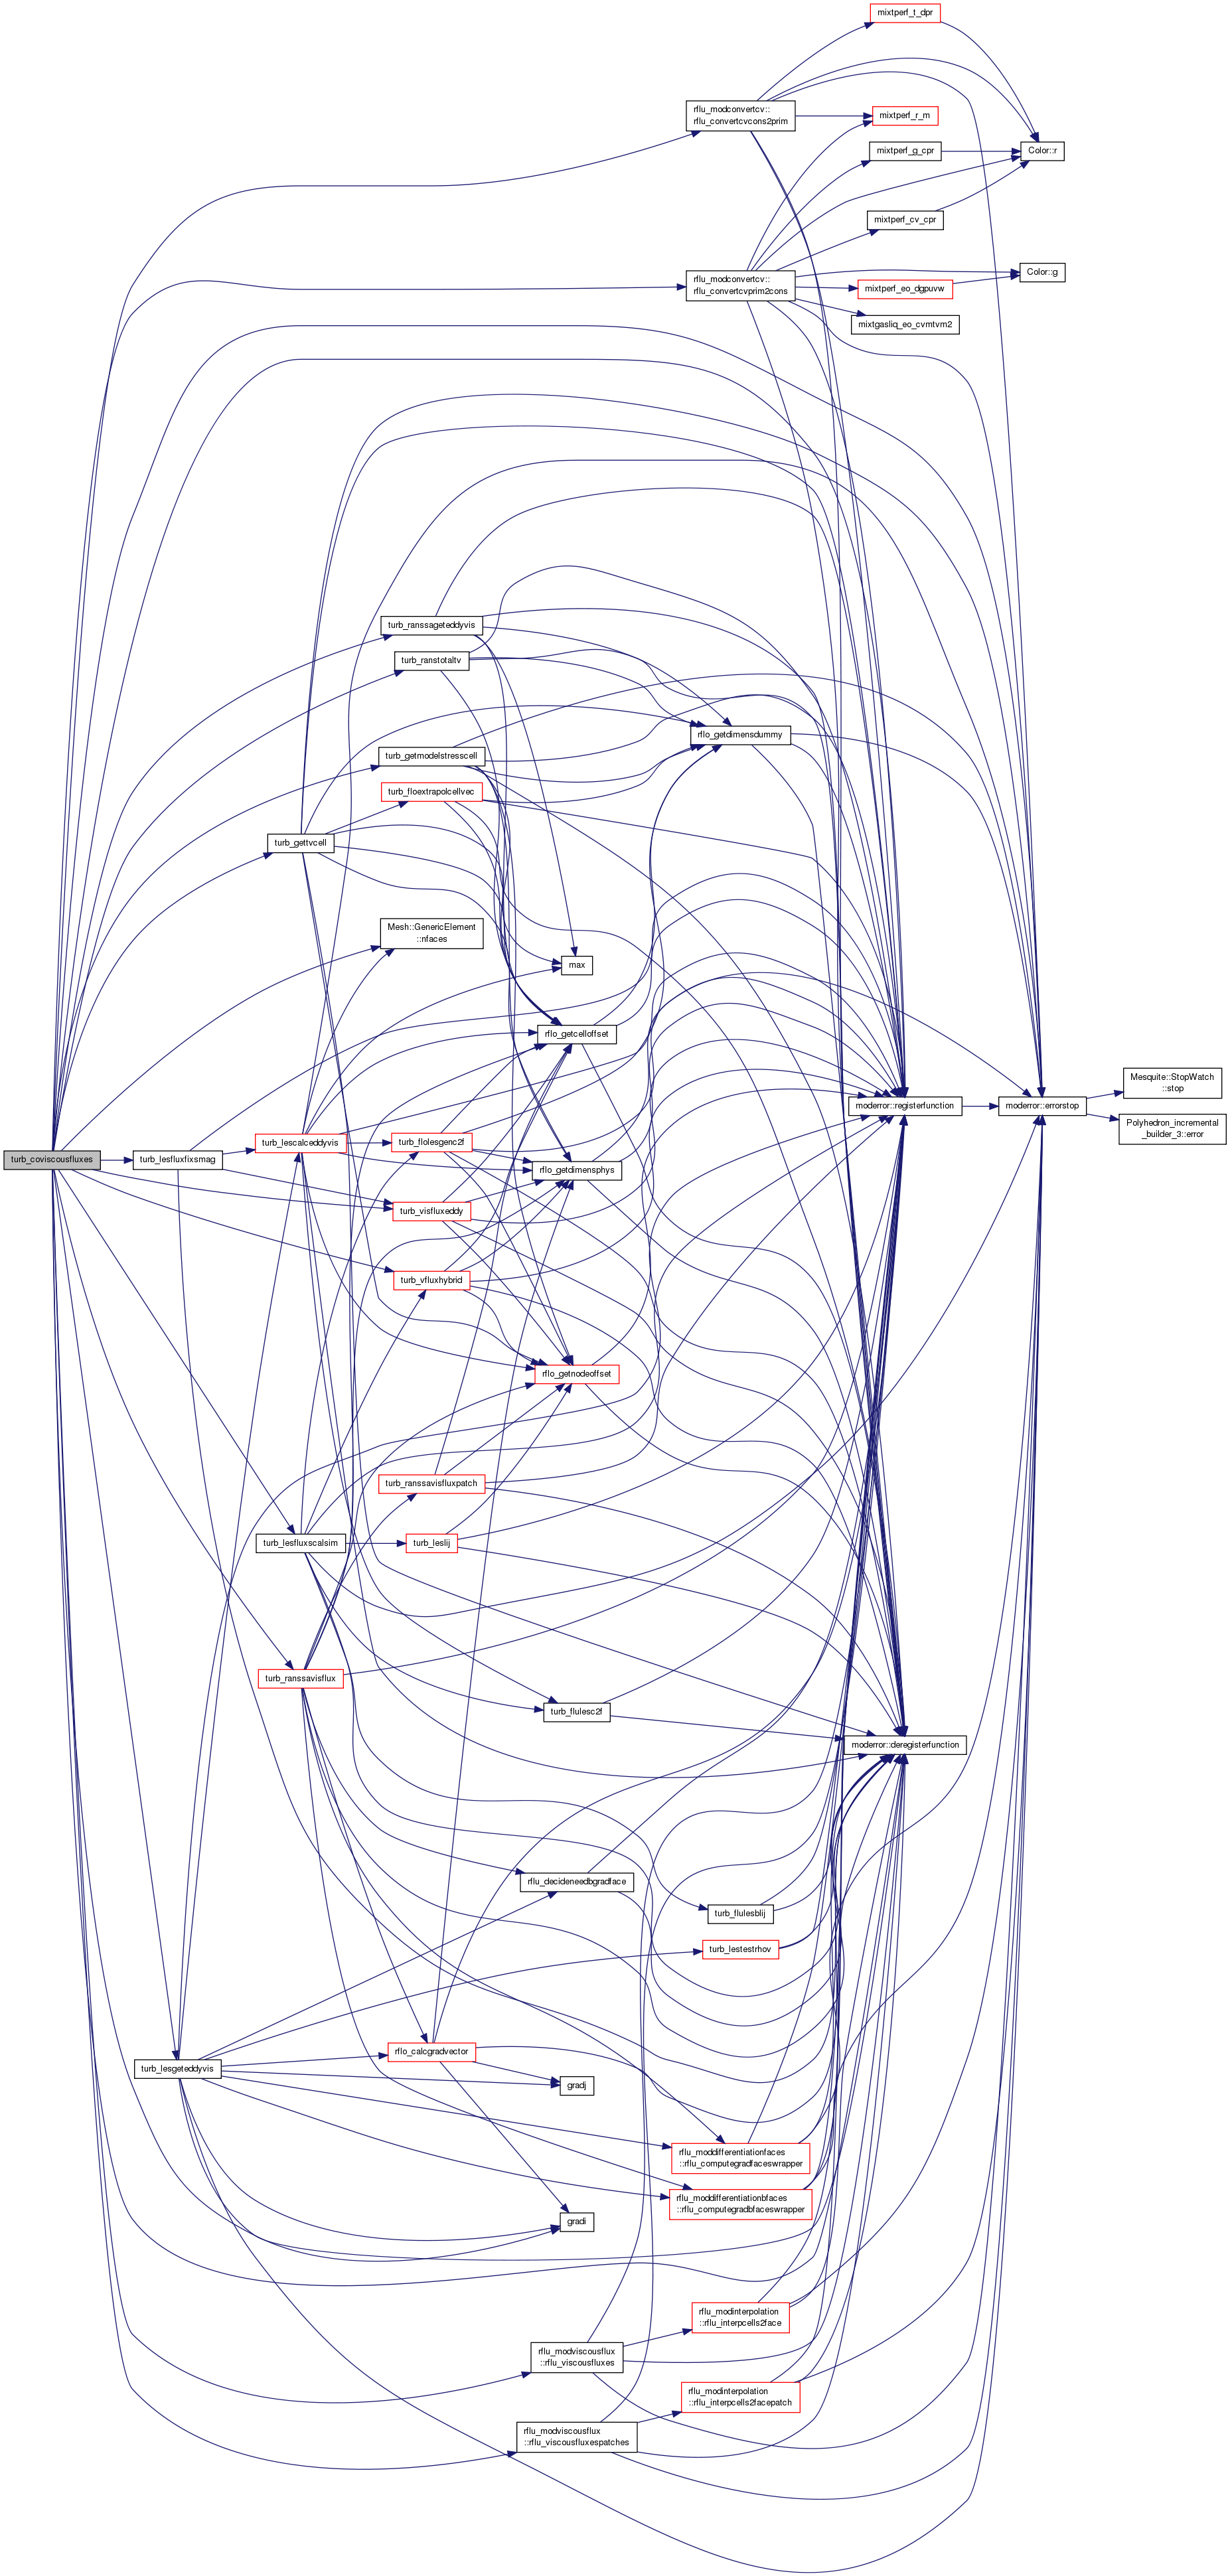 mixtperf_t_dpr
rflu_modconvertcv::
rflu_convertcvcons2prim
mixtperf_r_m
mixtperf_g_cpr
Color::r
mixtperf_cv_cpr
rflu_modconvertcv::
rflu_convertcvprim2cons
Color::g
mixtperf_eo_dgpuvw
mixtgasliq_eo_cvmtvm2
turb_ranssageteddyvis
turb_ranstotaltv
rflo_getdimensdummy
turb_getmodelstresscell
turb_floextrapolcellvec
turb_gettvcell
Mesh::GenericElement
::nfaces
max
rflo_getcelloffset
Mesquite::StopWatch
::stop
moderror::registerfunction
moderror::errorstop
Polyhedron_incremental
_builder_3::error
turb_lescalceddyvis
turb_flolesgenc2f
turb_coviscousfluxes
turb_lesfluxfixsmag
rflo_getdimensphys
turb_visfluxeddy
turb_vfluxhybrid
rflo_getnodeoffset
turb_ranssavisfluxpatch
turb_lesfluxscalsim
turb_leslij
turb_ranssavisflux
turb_flulesc2f
moderror::deregisterfunction
rflu_decideneedbgradface
turb_flulesblij
turb_lestestrhov
rflo_calcgradvector
turb_lesgeteddyvis
gradj
rflu_moddifferentiationfaces
::rflu_computegradfaceswrapper
rflu_moddifferentiationbfaces
::rflu_computegradbfaceswrapper
gradi
rflu_modinterpolation
::rflu_interpcells2face
rflu_modviscousflux
::rflu_viscousfluxes
rflu_modinterpolation
::rflu_interpcells2facepatch
rflu_modviscousflux
::rflu_viscousfluxespatches